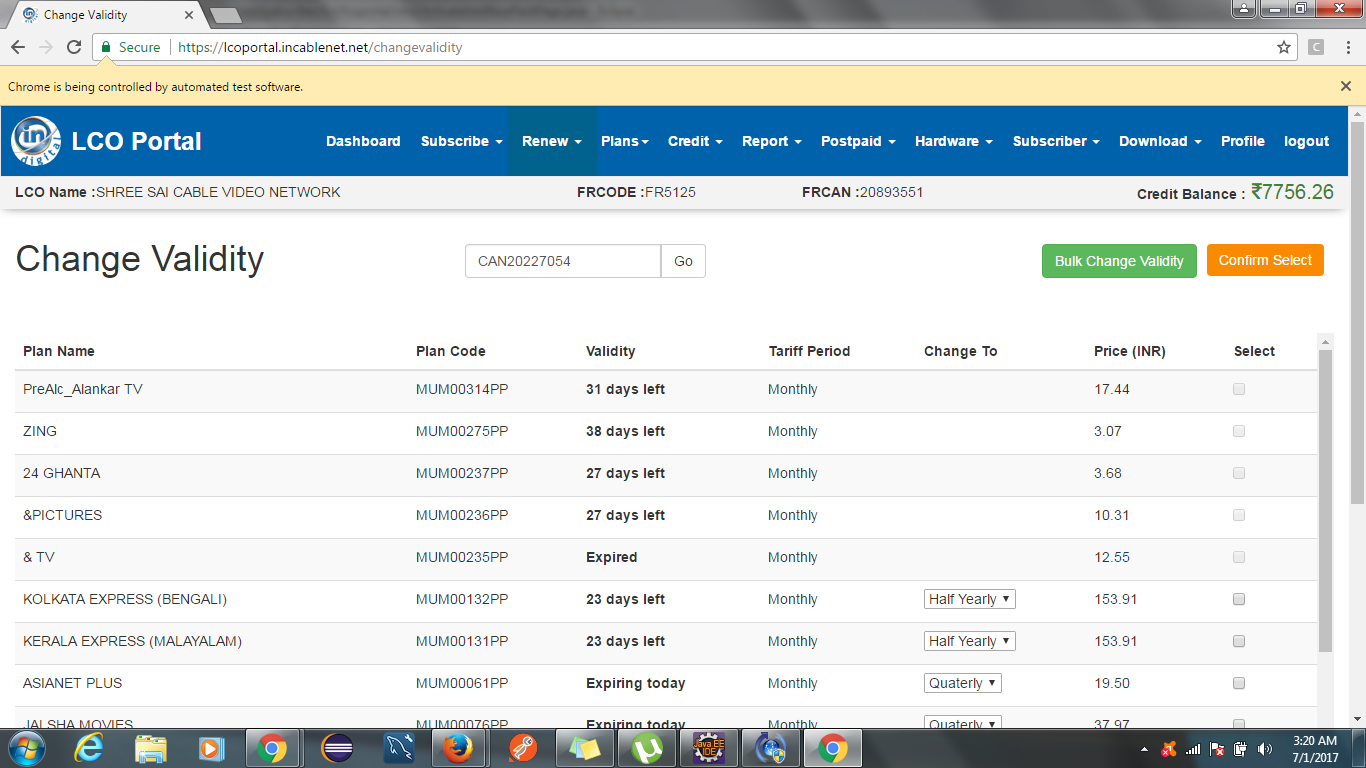 Change Validity
Secure https://lcoportal.incablenet.net/changevalidity
Chrome is being controlled by automated test software.
in digital LCO Portal Dashboard Subscribe Renew Plans Credit Report Postpaid Hardware Subscriber Download Profile logout
LCO Name :SHREE SAI CABLE VIDEO NETWORK FRCODE :FR5125 FRCAN :20893551 Credit Balance : ₹7756.26
Change Validity CAN20227054 Go Bulk Change Validity Confirm Select
Plan Name Plan Code Validity Tariff Period Change To Price (INR) Select
PreAlc_Alankar TV MUM00314PP 31 days left Monthly 17.44
ZING MUM00275PP 38 days left Monthly 3.07
24 GHANTA MUM00237PP 27 days left Monthly 3.68
&PICTURES MUM00236PP 27 days left Monthly 10.31
& TV MUM00235PP Expired Monthly 12.55
KOLKATA EXPRESS (BENGALI) MUM00132PP 23 days left Monthly Half Yearly 153.91
KERALA EXPRESS (MALAYALAM) MUM00131PP 23 days left Monthly Half Yearly 153.91
ASIANET PLUS MUM00061PP Expiring today Monthly Quaterly 19.50
JALSHA MOVIES MUM00076PP Expiring today Monthly Quaterly 37.97
Java EE IDE
3:20 AM
7/1/2017